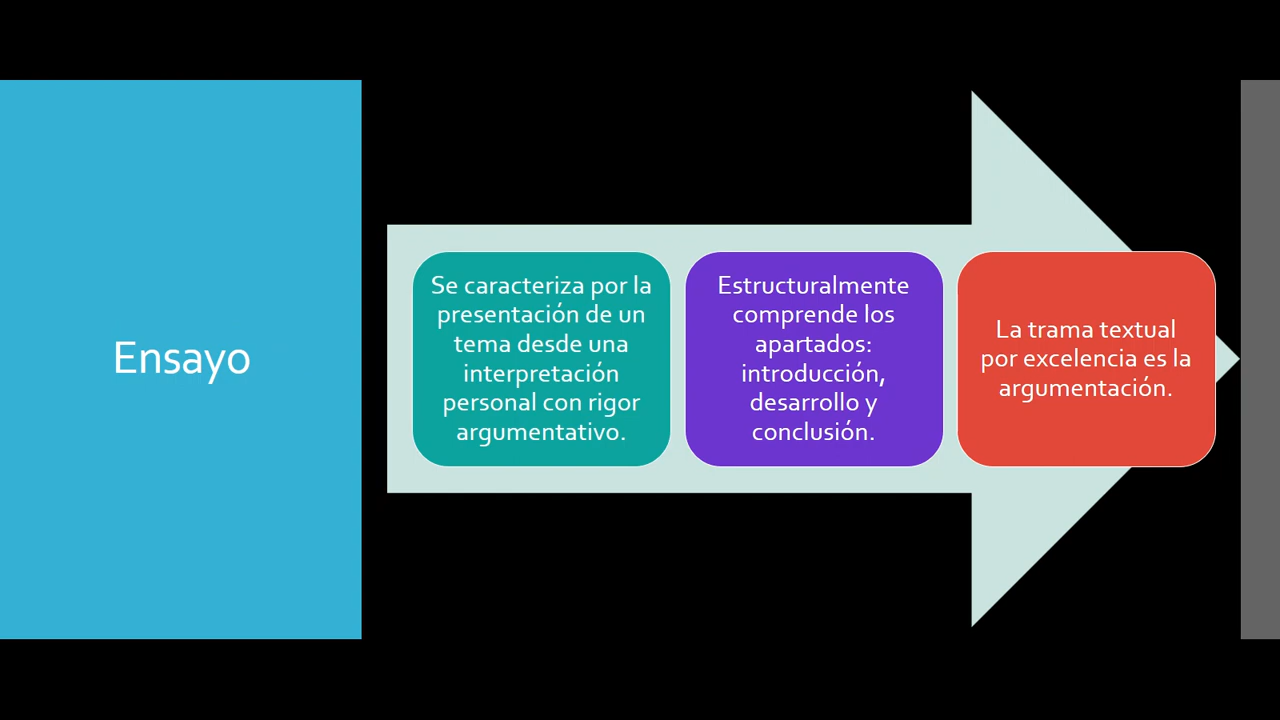 Ensayo
Se caracteriza por la
presentación de un
tema desde una
interpretación
personal con rigor
argumentativo.
Estructuralmente
comprende los
apartados:
introducción,
desarrollo y
conclusión.
La trama textual
por excelencia es la
argumentación.